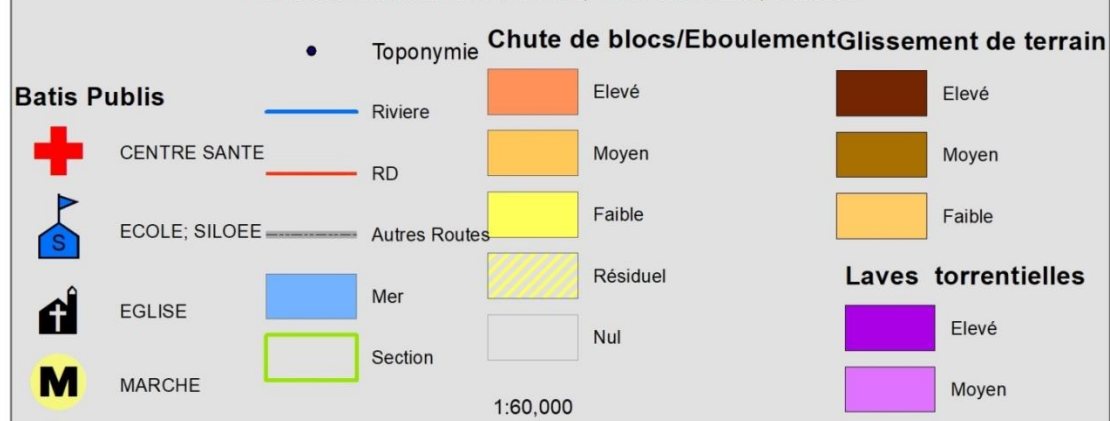 Batis Publis
CENTRE SANTE
S
ECOLE; SILOEE
EGLISE
M
MARCHE
Toponymie
Riviere
RD
Autres Routes
Mer
Section
Chute de blocs/Eboulement
Elevé
Moyen
Faible
Résiduel
Nul
1:60,000
Glissement de terrain
Elevé
Moyen
Faible
Laves torrentielles
Elevé
Moyen